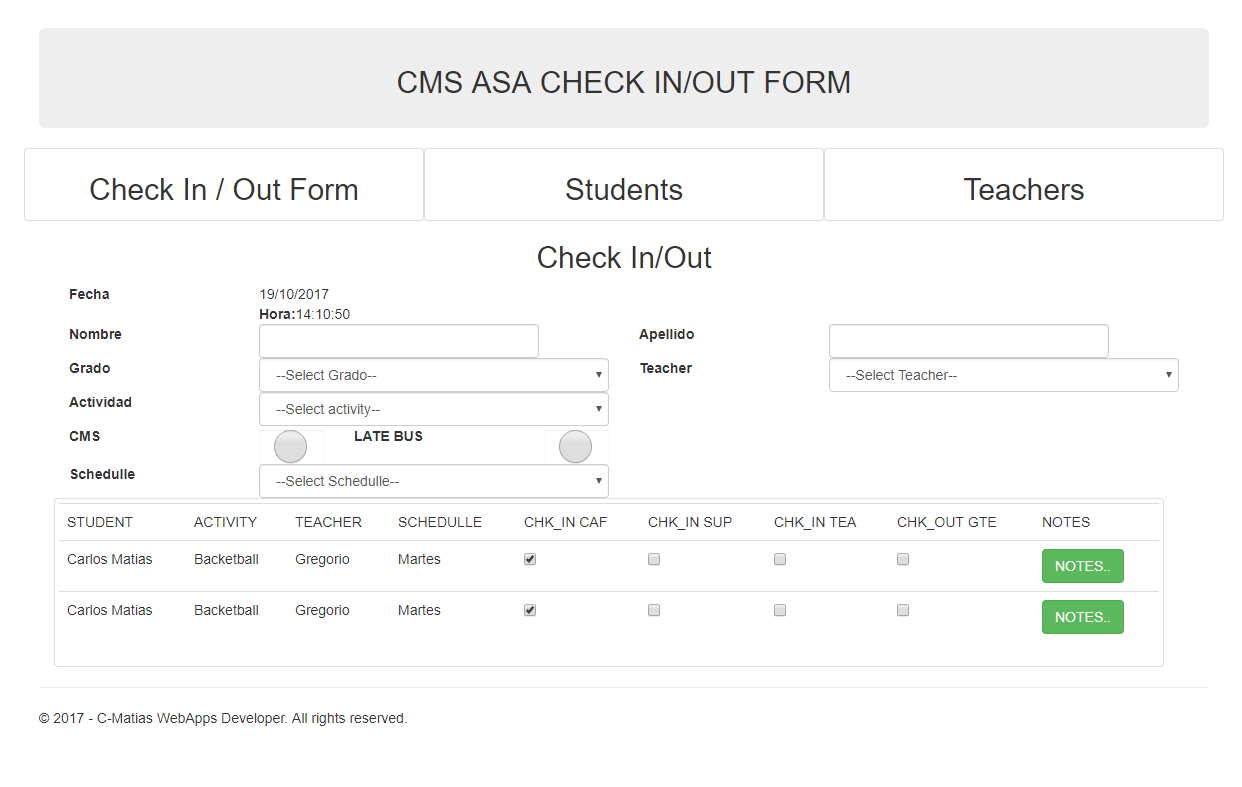 CMS ASA CHECK IN/OUT FORM
Check In / Out Form Students Teachers
Check In/Out
Fecha 19/10/2017
Hora:14:10:50
Nombre Apellido
Grado --Select Grado-- Teacher --Select Teacher--
Actividad --Select activity--
CMS LATE BUS
Schedulle --Select Schedulle--
STUDENT ACTIVITY TEACHER SCHEDULLE CHK_IN CAF CHK_IN SUP CHK_IN TEA CHK_OUT GTE NOTES
Carlos Matias Backetball Gregorio Martes NOTES..
Carlos Matias Backetball Gregorio Martes NOTES..
© 2017 - C-Matias WebApps Developer. All rights reserved.